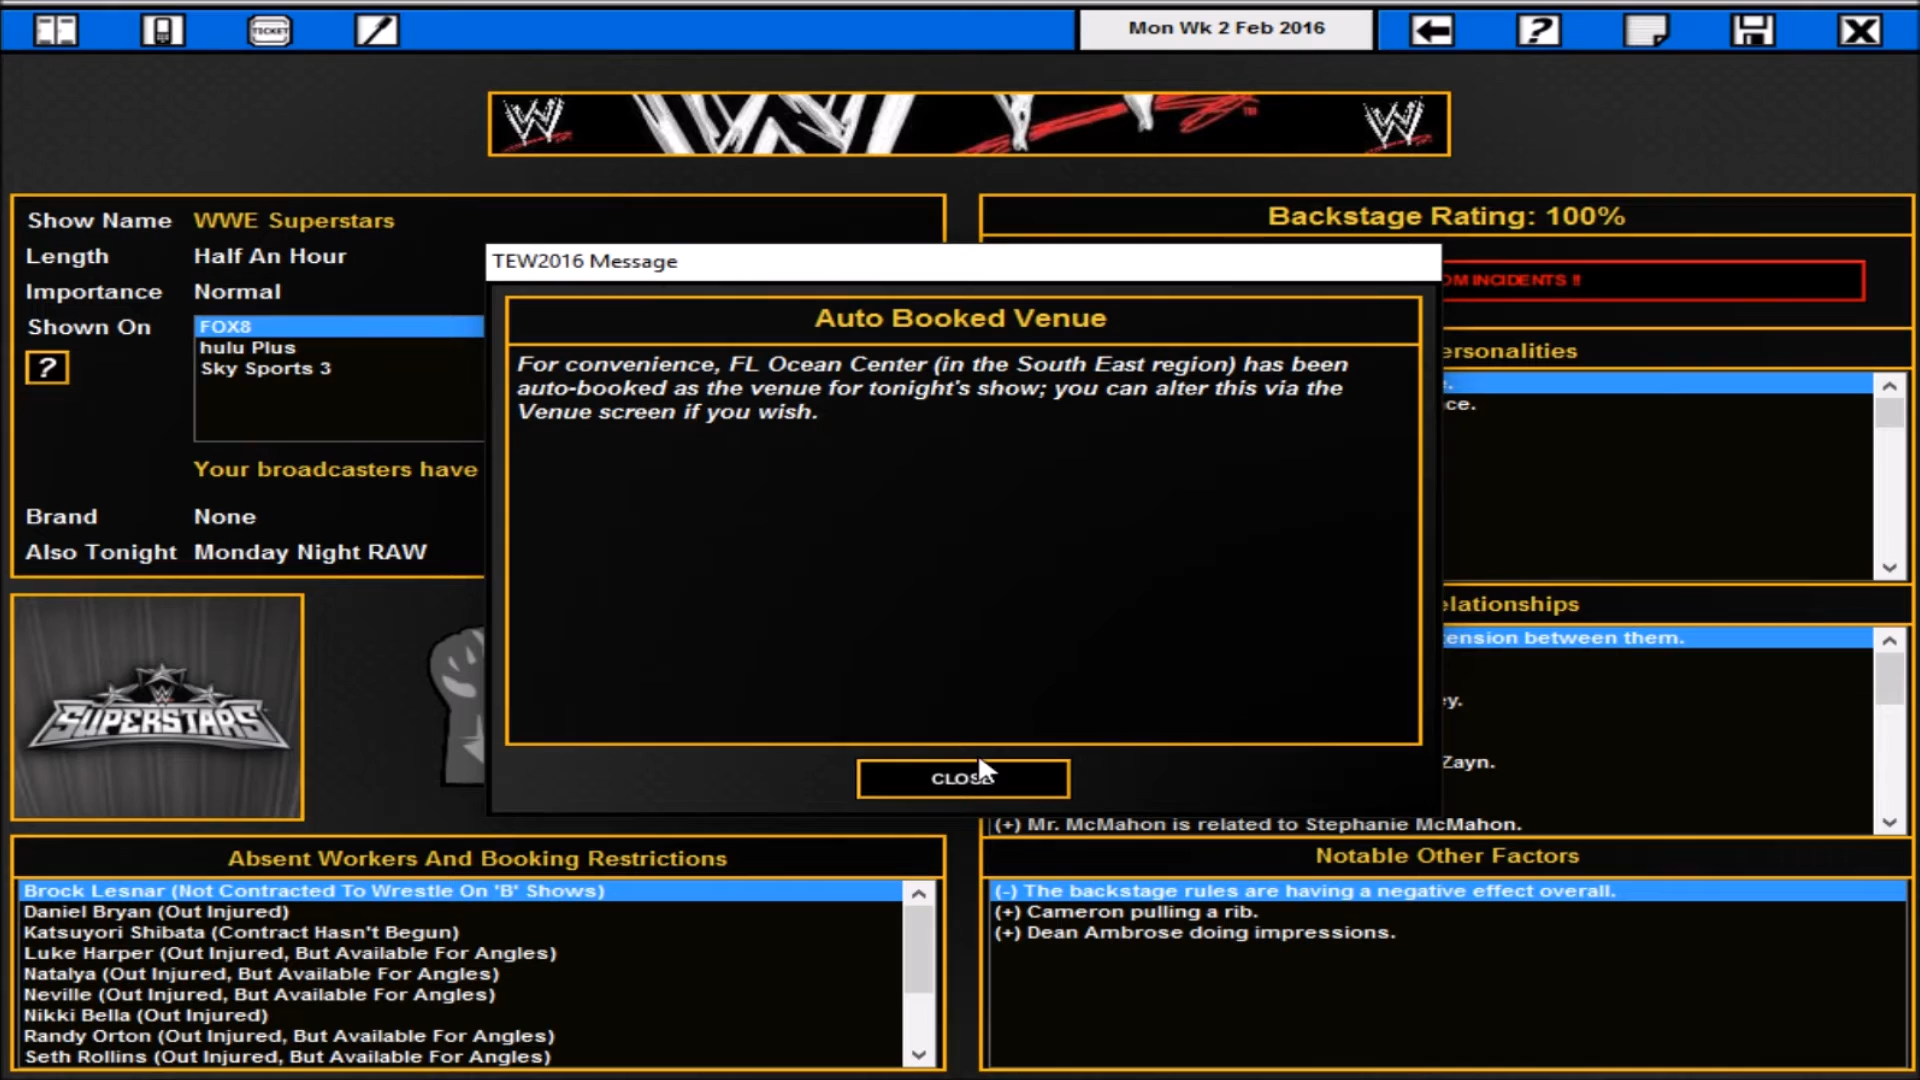 TICKET
Mon Wk 2 Feb 2016
Show Name WWE Superstars
Length Half An Hour
Importance Normal
Shown On FOX8
hulu Plus
Sky Sports 3
?
Your broadcasters have
Brand None
Also Tonight Monday Night RAW
SUPERSTARS
Backstage Rating: 100%
INCIDENTS !!
TEW2016 Message
Auto Booked Venue
For convenience, FL Ocean Center (in the South East region) has been
auto-booked as the venue for tonight's show; you can alter this via the
Venue screen if you wish.
CLOSE
between them.
Zayn.
(+) Mr. McMahon is related to Stephanie McMahon.
Absent Workers And Booking Restrictions
Brock Lesnar (Not Contracted To Wrestle On 'B' Shows)
Daniel Bryan (Out Injured)
Katsuyori Shibata (Contract Hasn't Begun)
Luke Harper (Out Injured, But Available For Angles)
Natalya (Out Injured, But Available For Angles)
Neville (Out Injured, But Available For Angles)
Nikki Bella (Out Injured)
Randy Orton (Out Injured, But Available For Angles)
Seth Rollins (Out Injured, But Available For Angles)
Notable Other Factors
(-) The backstage rules are having a negative effect overall.
(+) Cameron pulling a rib.
(+) Dean Ambrose doing impressions.